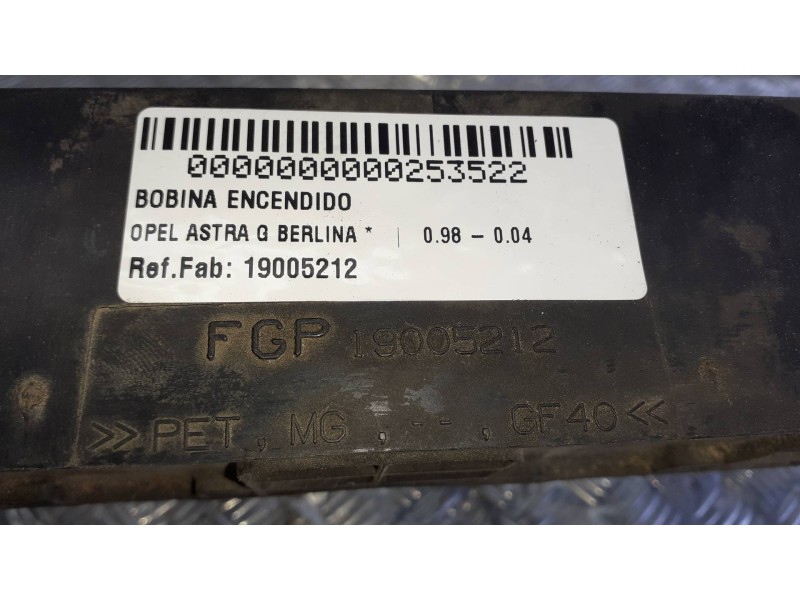 0000000000253522
BOBINA ENCENDIDO
OPEL ASTRA G BERLINA * | 0.98 – 0.04
Ref.Fab: 19005212
FGP 19005212
>> PET, MG, --, GF40 <<